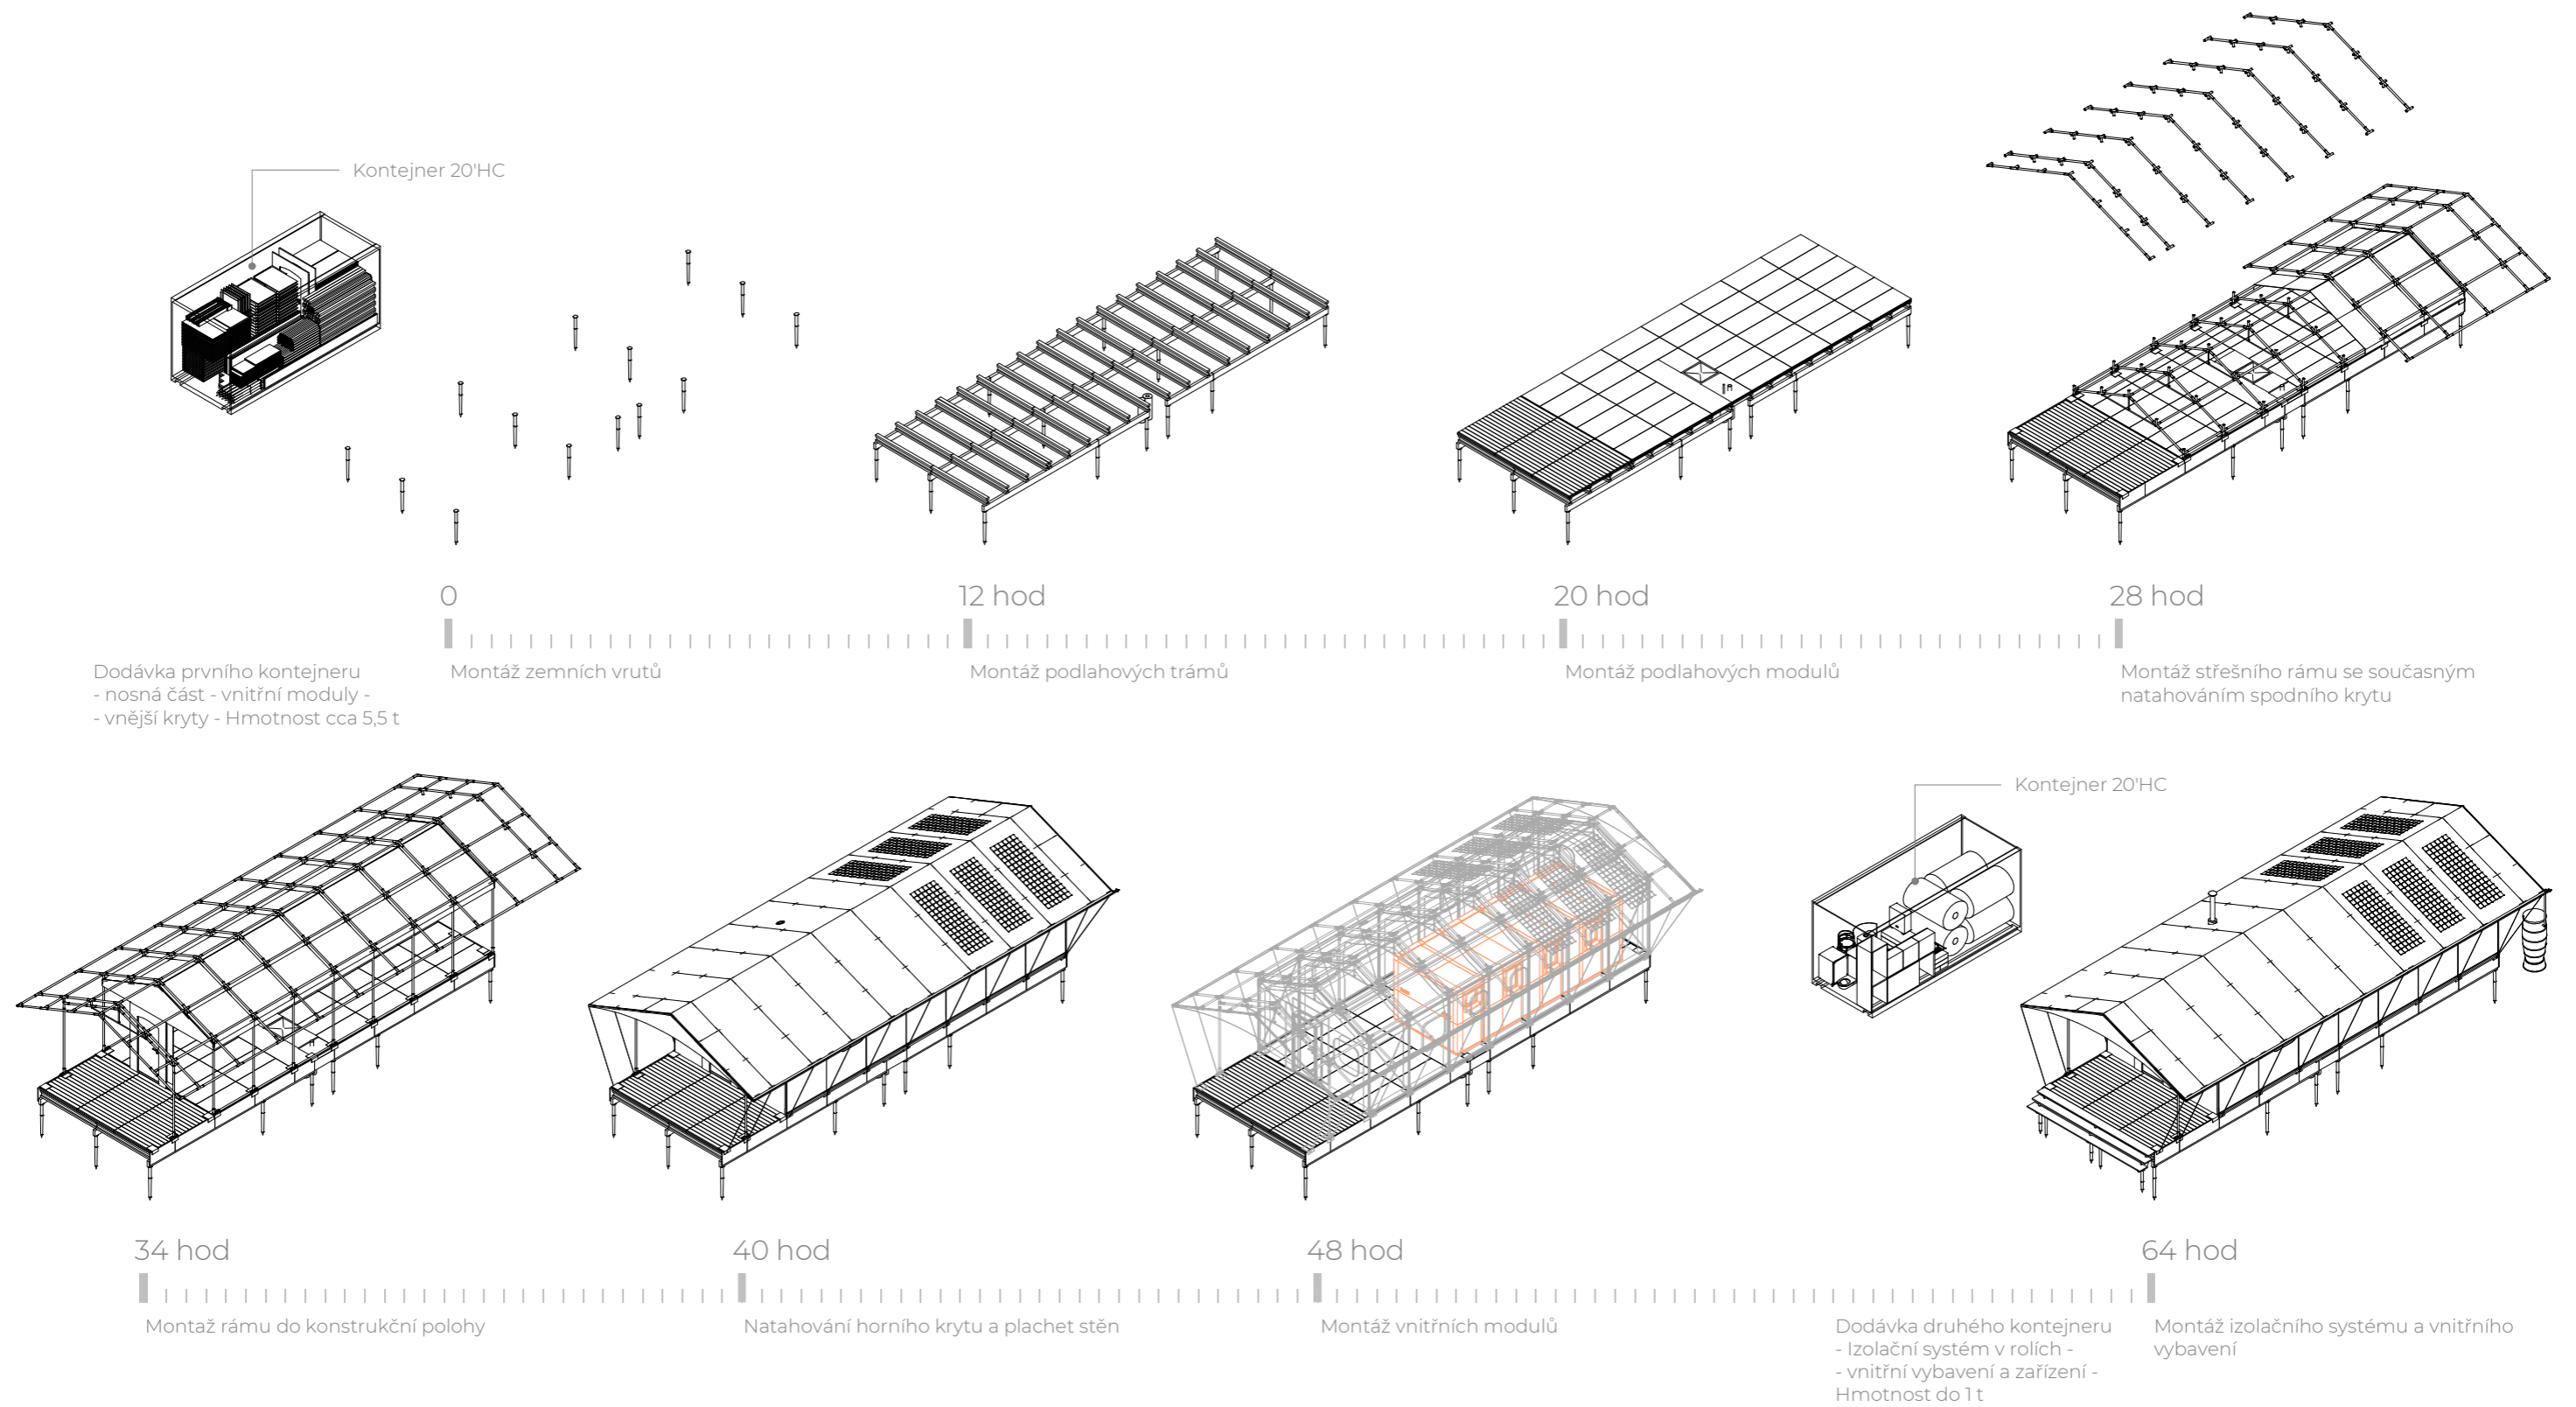 Kontejner 20'HC
0
12 hod
20 hod
28 hod
Dodávka prvního kontejneru
- nosná část - vnitřní moduly -
- vnější kryty - Hmotnost cca 5,5 t
Montáž zemních vrutů
Montáž podlahových trámů
Montáž podlahových modulů
Montáž střešního rámu se současným
natahováním spodního krytu
Kontejner 20'HC
34 hod
40 hod
48 hod
64 hod
Montaž rámu do konstrukční polohy
Natahování horního krytu a plachet stěn
Montáž vnitřních modulů
Dodávka druhého kontejneru
- Izolační systém v rolích -
- vnitřní vybavení a zařízení -
Hmotnost do 1 t
Montáž izolačního systému a vnitřního
vybavení